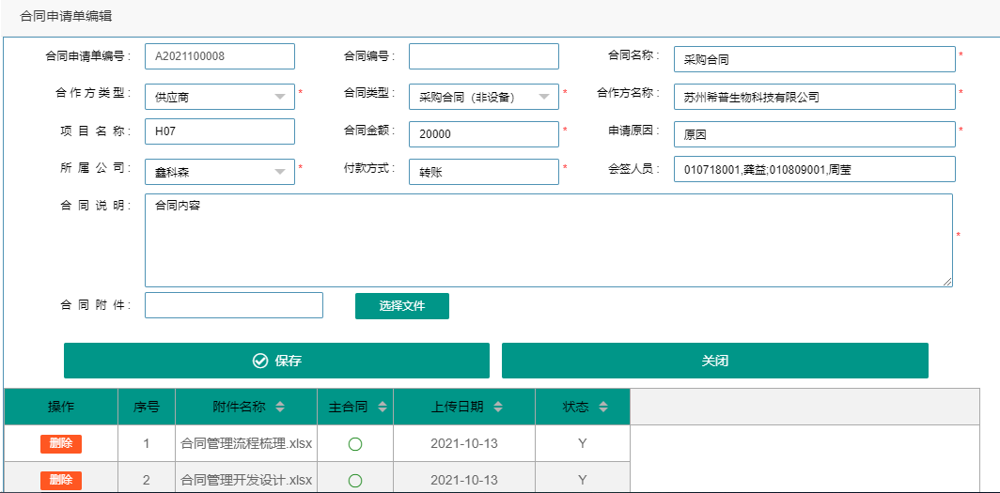 合同申请单编辑
合同申请单编号： A2021100008 合同编号： 合同名称： 采购合同 *
合作方类型： 供应商 * 合同类型： 采购合同（非设备） * 合作方名称： 苏州希普生物科技有限公司 *
项目名称： H07 合同金额： 20000 * 申请原因： 原因 *
所属公司： 鑫科森 * 付款方式： 转账 * 会签人员： 010718001,龚益;010809001,周莹
合同说明： 合同内容 *
合同附件： 选择文件
保存 关闭
操作 序号 附件名称 主合同 上传日期 状态
删除 1 合同管理流程梳理.xlsx 2021-10-13 Y
删除 2 合同管理开发设计.xlsx 2021-10-13 Y